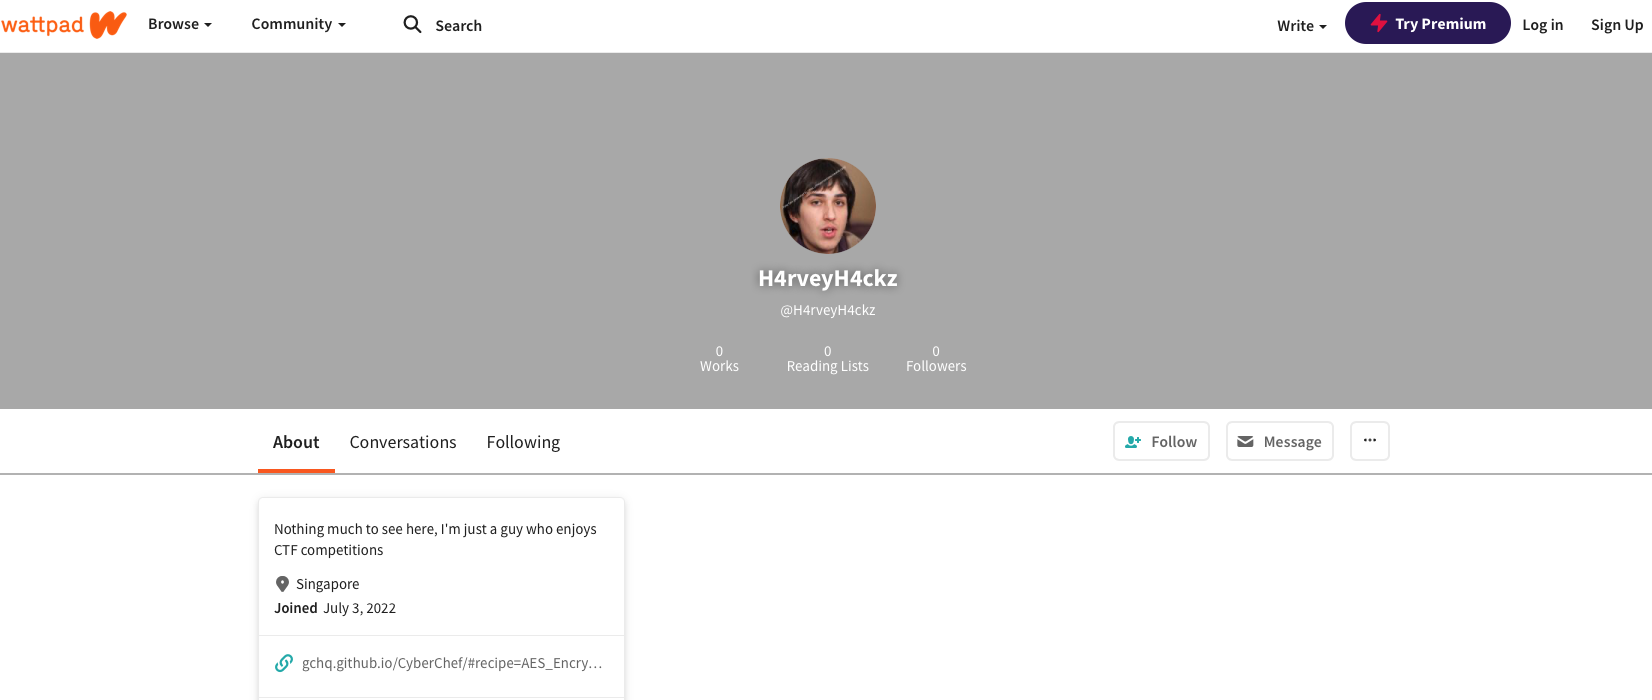 wattpad
Browse
Community
Search
Write
Try Premium
Log in
Sign Up
H4rveyH4ckz
@H4rveyH4ckz
0 0 0
Works Reading Lists Followers
About
Conversations
Following
Follow
Message
Nothing much to see here, I'm just a guy who enjoys
CTF competitions
Singapore
Joined July 3, 2022
gchq.github.io/CyberChef/#recipe=AES_Encry…